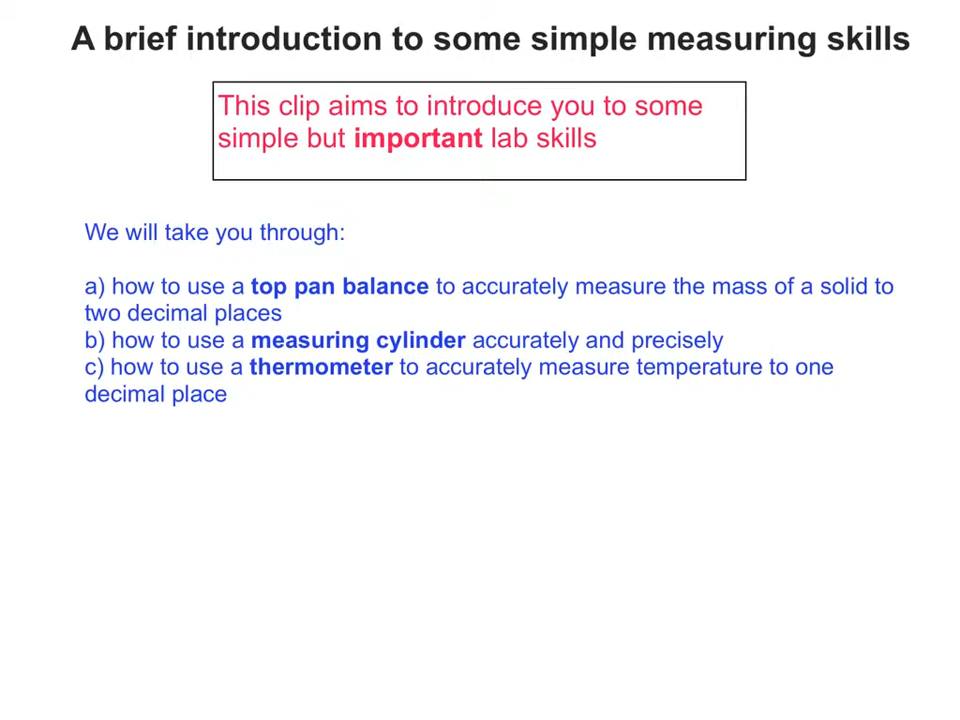 A brief introduction to some simple measuring skills
This clip aims to introduce you to some
simple but important lab skills
We will take you through:
a) how to use a top pan balance to accurately measure the mass of a solid to
two decimal places
b) how to use a measuring cylinder accurately and precisely
c) how to use a thermometer to accurately measure temperature to one
decimal place